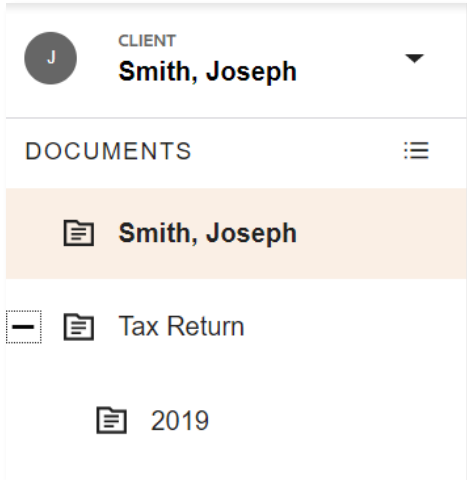 J
CLIENT
Smith, Joseph
DOCUMENTS
Smith, Joseph
Tax Return
2019